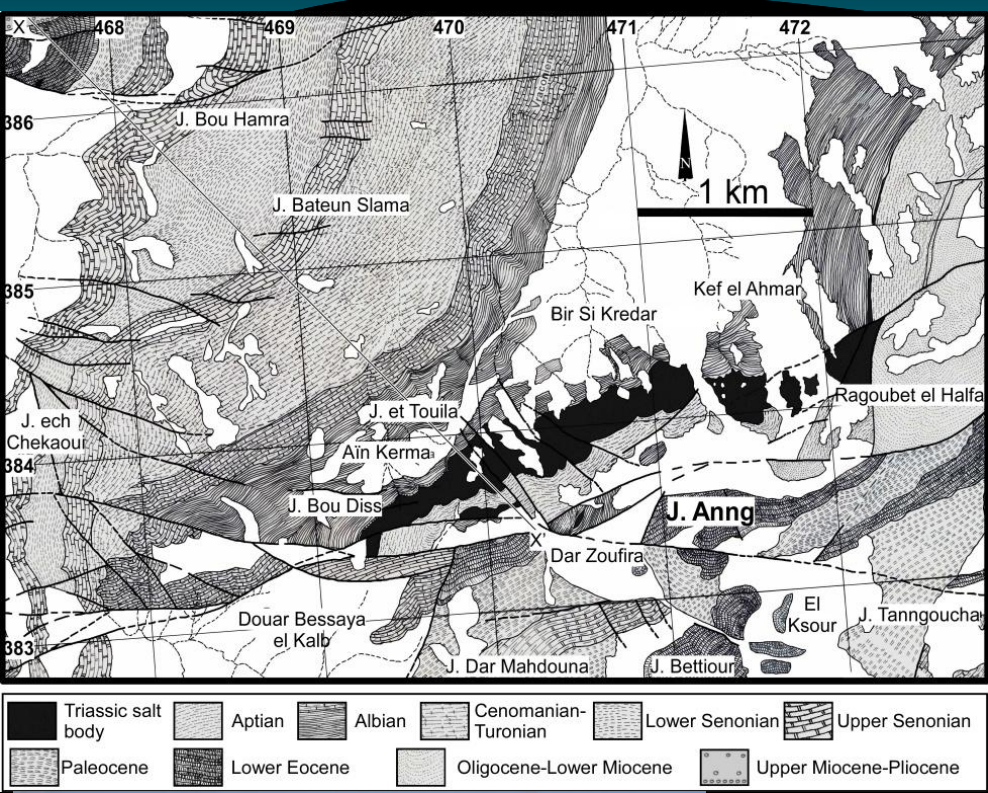 X
468
469
470
471
472
386
J. Bou Hamra
Vraconian
N
1 km
J. Bateun Slama
385
Kef el Ahmar
Bir Si Kredar
J. ech
Chekaoui
J. et Touila
Ragoubet el Halfa
384
Aïn Kerma
J. Bou Diss
J. Anng
X'
Dar Zoufira
Douar Bessaya
el Kalb
El
Ksour
J. Tanngoucha
383
J. Dar Mahdouna
J. Bettiour
Triassic salt
body
Aptian
Albian
Cenomanian-
Turonian
Lower Senonian
Upper Senonian
Paleocene
Lower Eocene
Oligocene-Lower Miocene
Upper Miocene-Pliocene